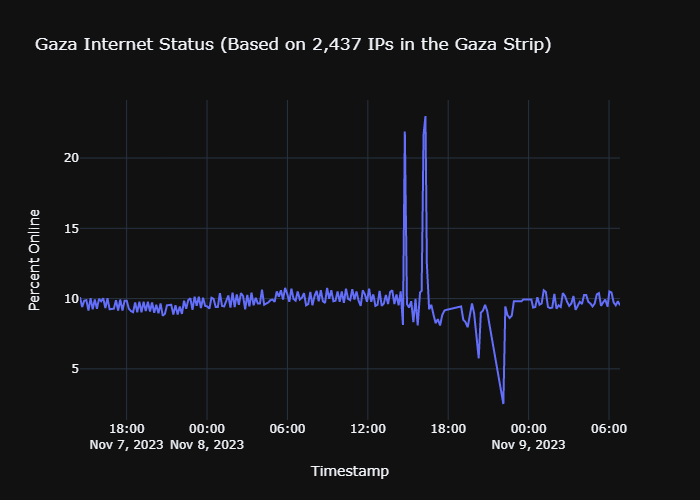 Gaza Internet Status (Based on 2,437 IPs in the Gaza Strip)
Percent Online
20
15
10
5
18:00 00:00 06:00 12:00 18:00 00:00 06:00
Nov 7, 2023 Nov 8, 2023 Nov 9, 2023
Timestamp